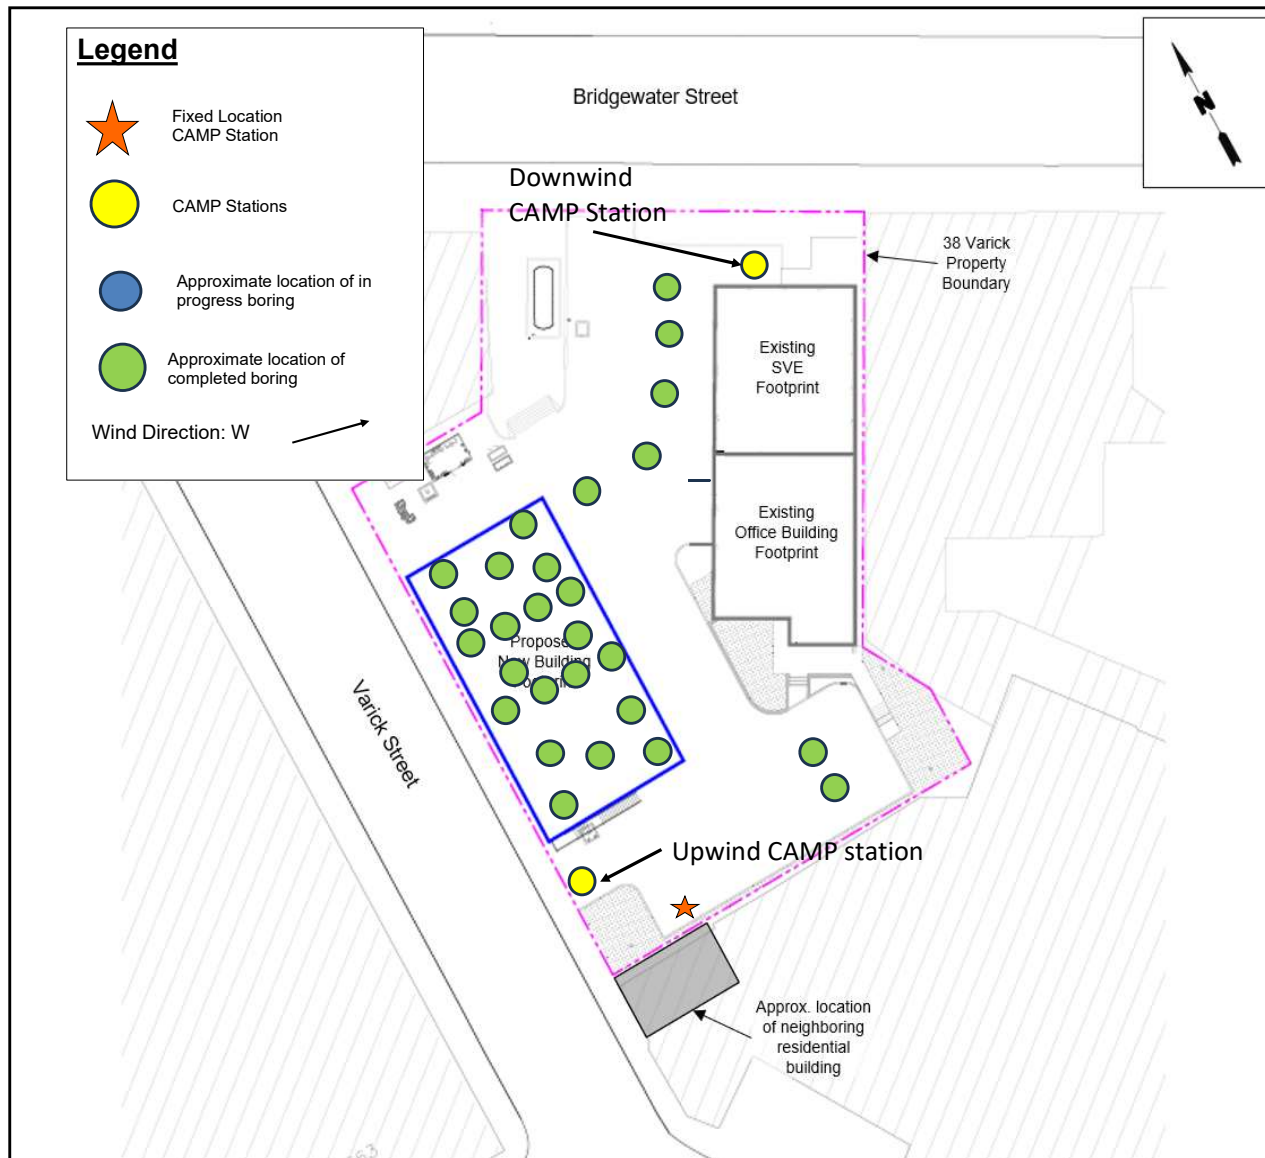 Legend
Fixed Location
CAMP Station
CAMP Stations
Approximate location of in
progress boring
Approximate location of
completed boring
Wind Direction: W
Bridgewater Street
N
Downwind
CAMP Station
38 Varick
Property
Boundary
Existing
SVE
Footprint
Existing
Office Building
Footprint
Building
Varick Street
Upwind CAMP station
Approx. location
of neighboring
residential
building